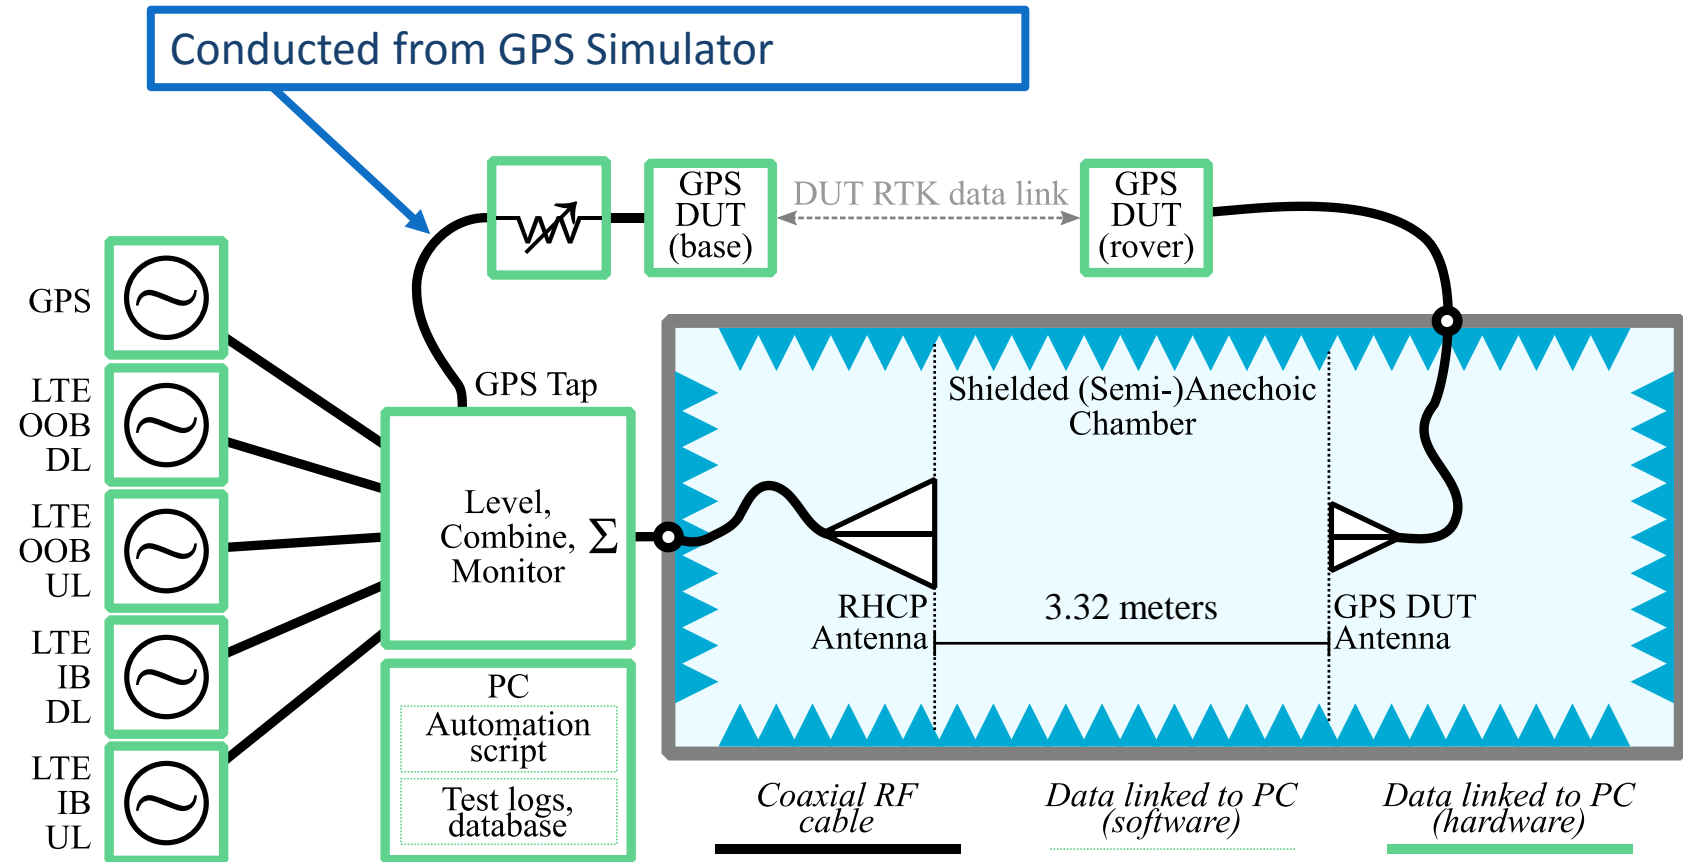 Conducted from GPS Simulator
GPS
DUT
(base)
DUT RTK data link
GPS
DUT
(rover)
GPS
LTE
OOB
DL
LTE
OOB
UL
LTE
IB
DL
LTE
IB
UL
GPS Tap
Level,
Combine,
Monitor
Σ
PC
Automation
script
Test logs,
database
Shielded (Semi-)Anechoic
Chamber
RHCP
Antenna
3.32 meters
GPS DUT
Antenna
Coaxial RF
cable
Data linked to PC
(software)
Data linked to PC
(hardware)